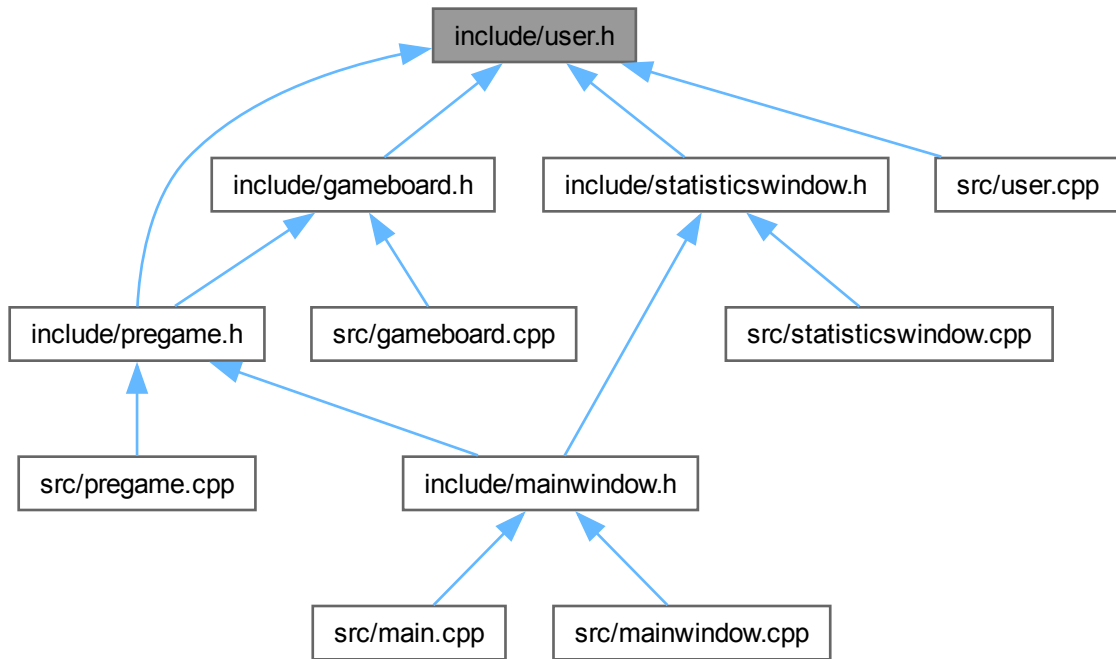 include/user.h
include/gameboard.h
include/statisticswindow.h
src/user.cpp
include/pregame.h
src/gameboard.cpp
src/statisticswindow.cpp
src/pregame.cpp
include/mainwindow.h
src/main.cpp
src/mainwindow.cpp